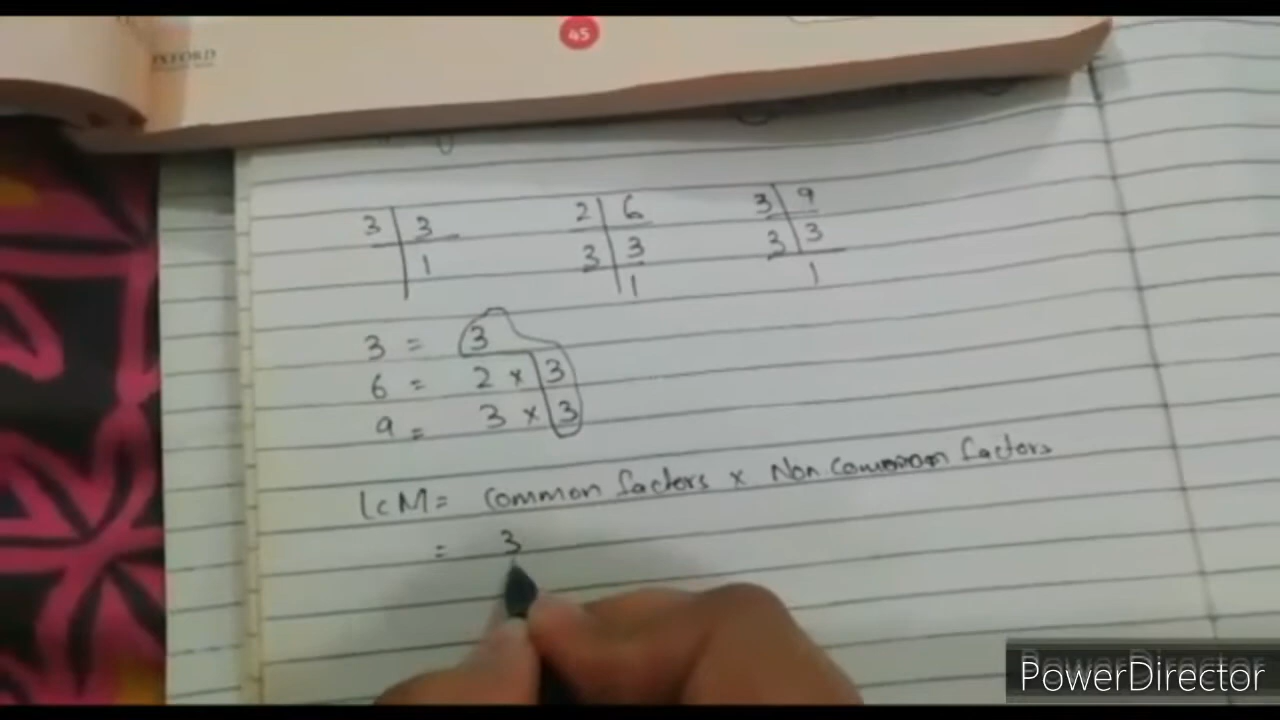 45
OXFORD
3 | 3
1
2 | 6
3 | 3
1
3 | 9
3 | 3
1
3 = 3
6 = 2 × 3
9 = 3 × 3
LCM = Common factors × Non common factors
= 3
PowerDirector